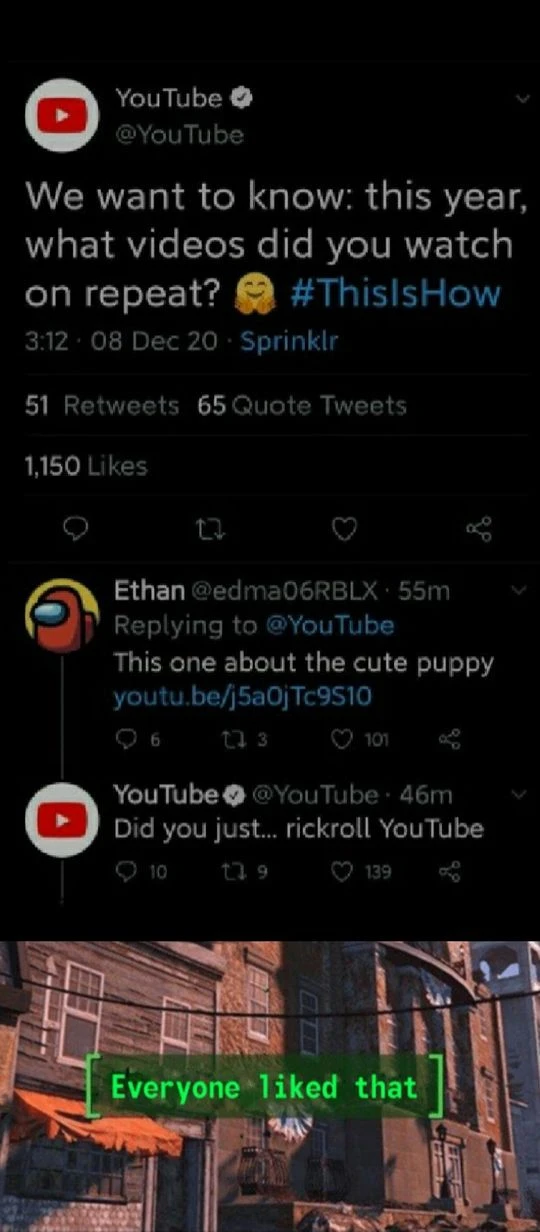 YouTube
@YouTube
We want to know: this year,
what videos did you watch
on repeat? 🤗 #ThisIsHow
3:12 · 08 Dec 20 · Sprinklr
51 Retweets 65 Quote Tweets
1,150 Likes
Ethan @edma06RBLX · 55m
Replying to @YouTube
This one about the cute puppy
youtu.be/j5a0jTc9S10
6 3 101
YouTube @YouTube · 46m
Did you just... rickroll YouTube
10 9 139
[Everyone liked that]